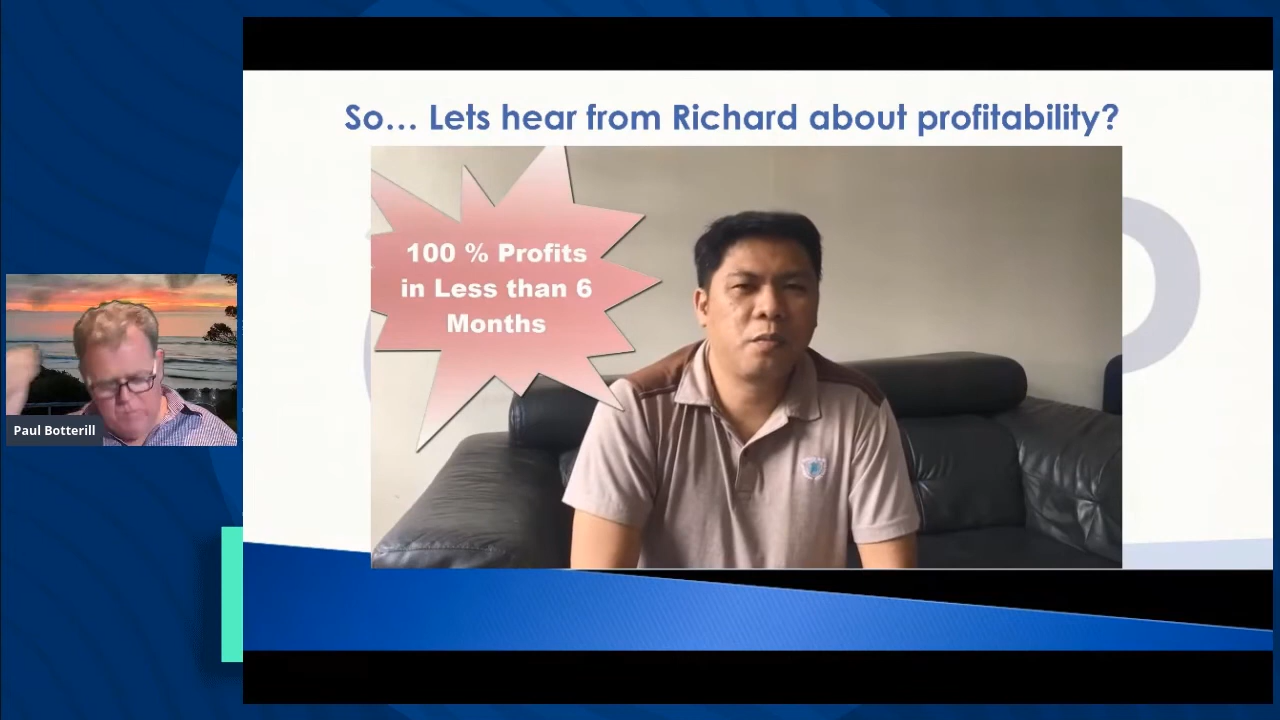 So... Lets hear from Richard about profitability?
100 % Profits
in Less than 6
Months
Paul Botterill